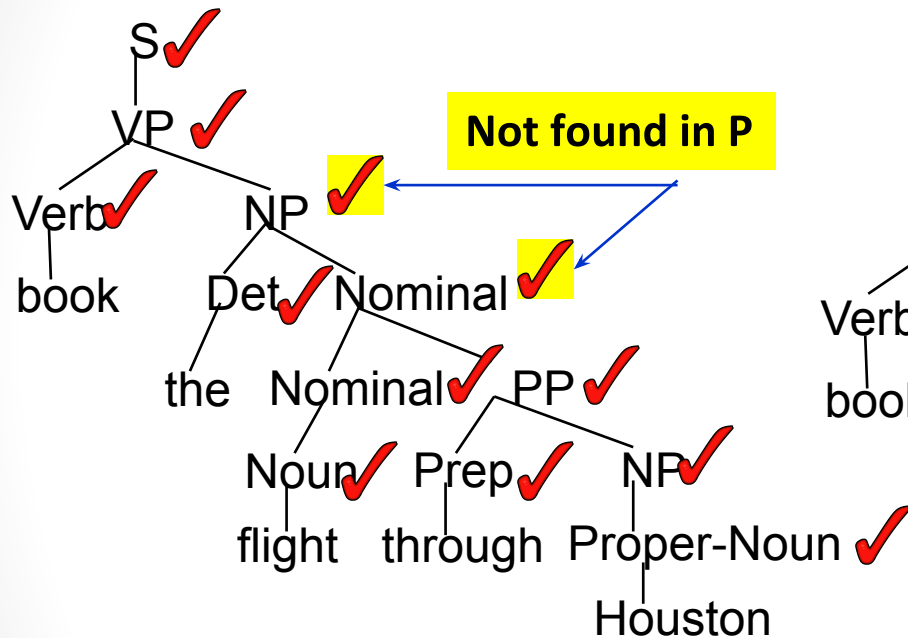 S
VP
Not found in P
Verb NP
book Det Nominal
Verb
the Nominal PP
book
Noun Prep NP
flight through Proper-Noun
Houston